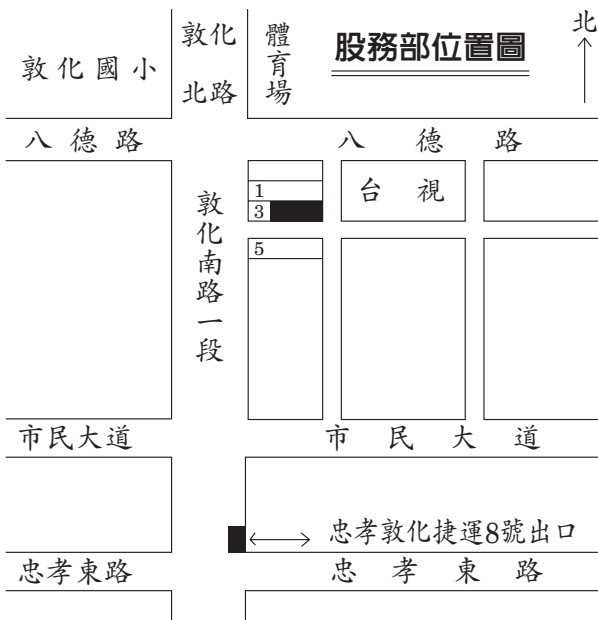 股務部位置圖
北
敦化國小
敦化
北路
體育場
八德路
八德路
1
3
台視
5
敦化南路一段
市民大道
市民大道
忠孝敦化捷運8號出口
忠孝東路
忠孝東路